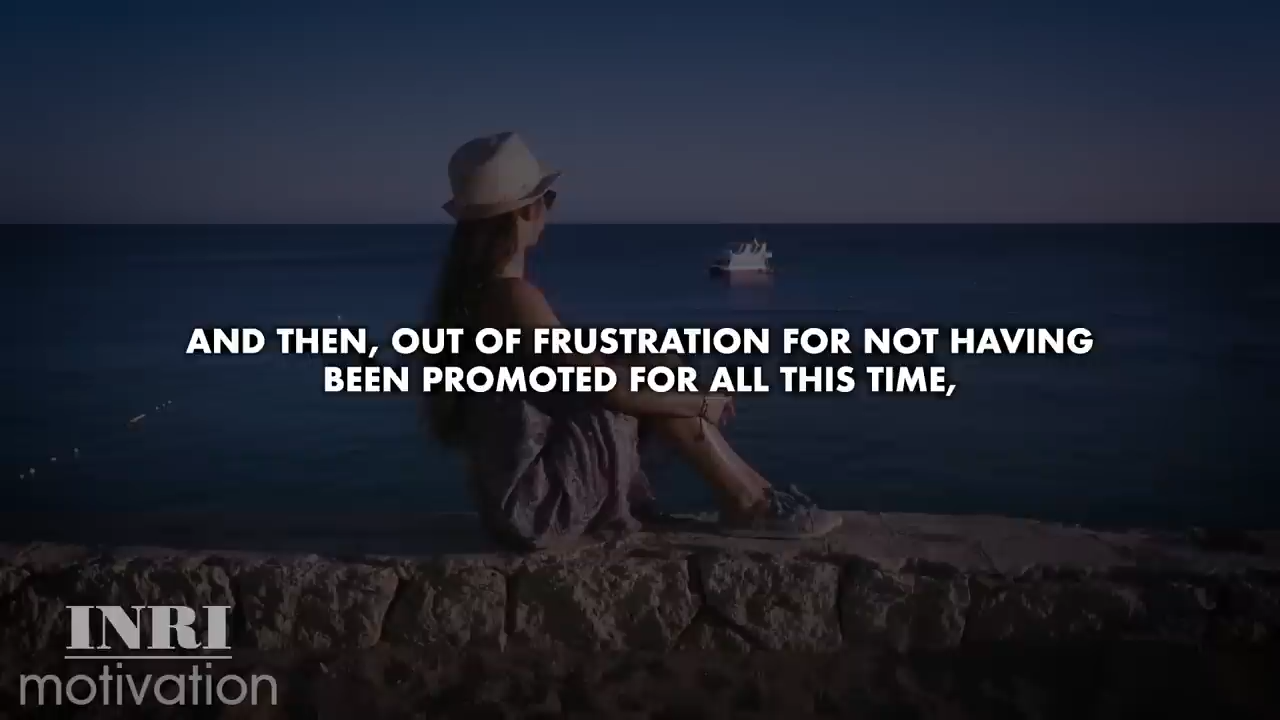 AND THEN, OUT OF FRUSTRATION FOR NOT HAVING
BEEN PROMOTED FOR ALL THIS TIME,
INRI
motivation